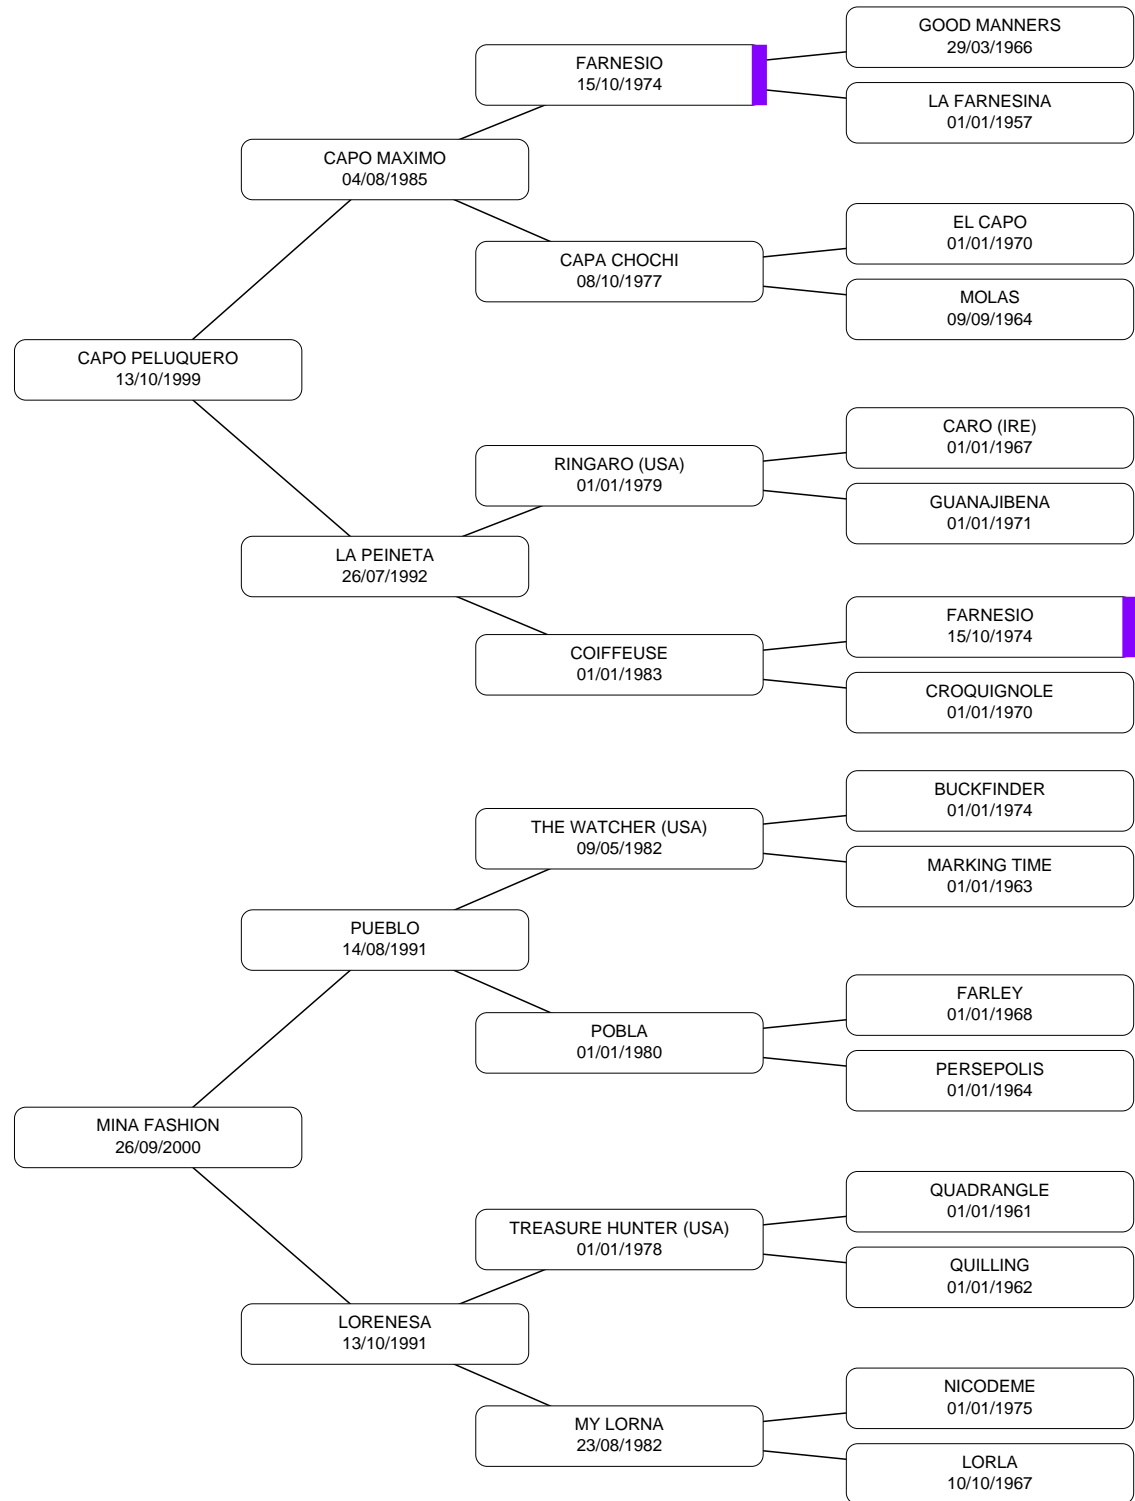 GOOD MANNERS
29/03/1966
FARNESIO
15/10/1974
LA FARNESINA
01/01/1957
CAPO MAXIMO
04/08/1985
EL CAPO
01/01/1970
CAPA CHOCHI
08/10/1977
MOLAS
09/09/1964
CAPO PELUQUERO
13/10/1999
CARO (IRE)
01/01/1967
RINGARO (USA)
01/01/1979
GUANAJIBENA
01/01/1971
LA PEINETA
26/07/1992
FARNESIO
15/10/1974
COIFFEUSE
01/01/1983
CROQUIGNOLE
01/01/1970
BUCKFINDER
01/01/1974
THE WATCHER (USA)
09/05/1982
MARKING TIME
01/01/1963
PUEBLO
14/08/1991
FARLEY
01/01/1968
POBLA
01/01/1980
PERSEPOLIS
01/01/1964
MINA FASHION
26/09/2000
QUADRANGLE
01/01/1961
TREASURE HUNTER (USA)
01/01/1978
QUILLING
01/01/1962
LORENESA
13/10/1991
NICODEME
01/01/1975
MY LORNA
23/08/1982
LORLA
10/10/1967